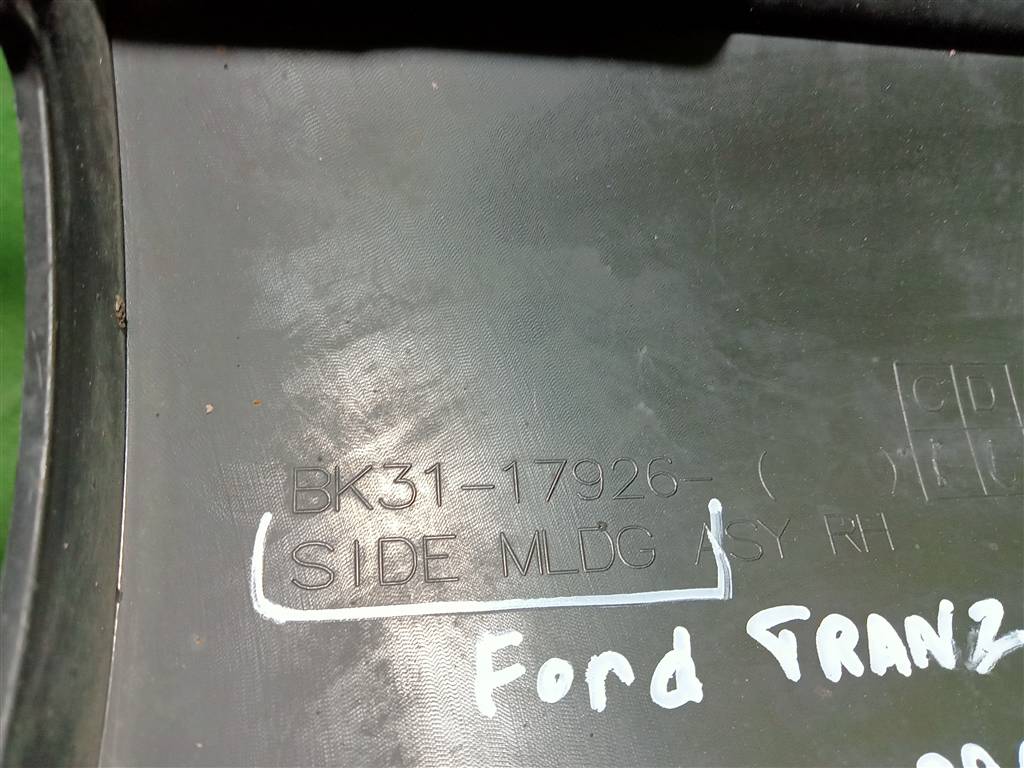 C D
BK31-17926- ( )
SIDE MLDG ASY RH
Ford TRANZ